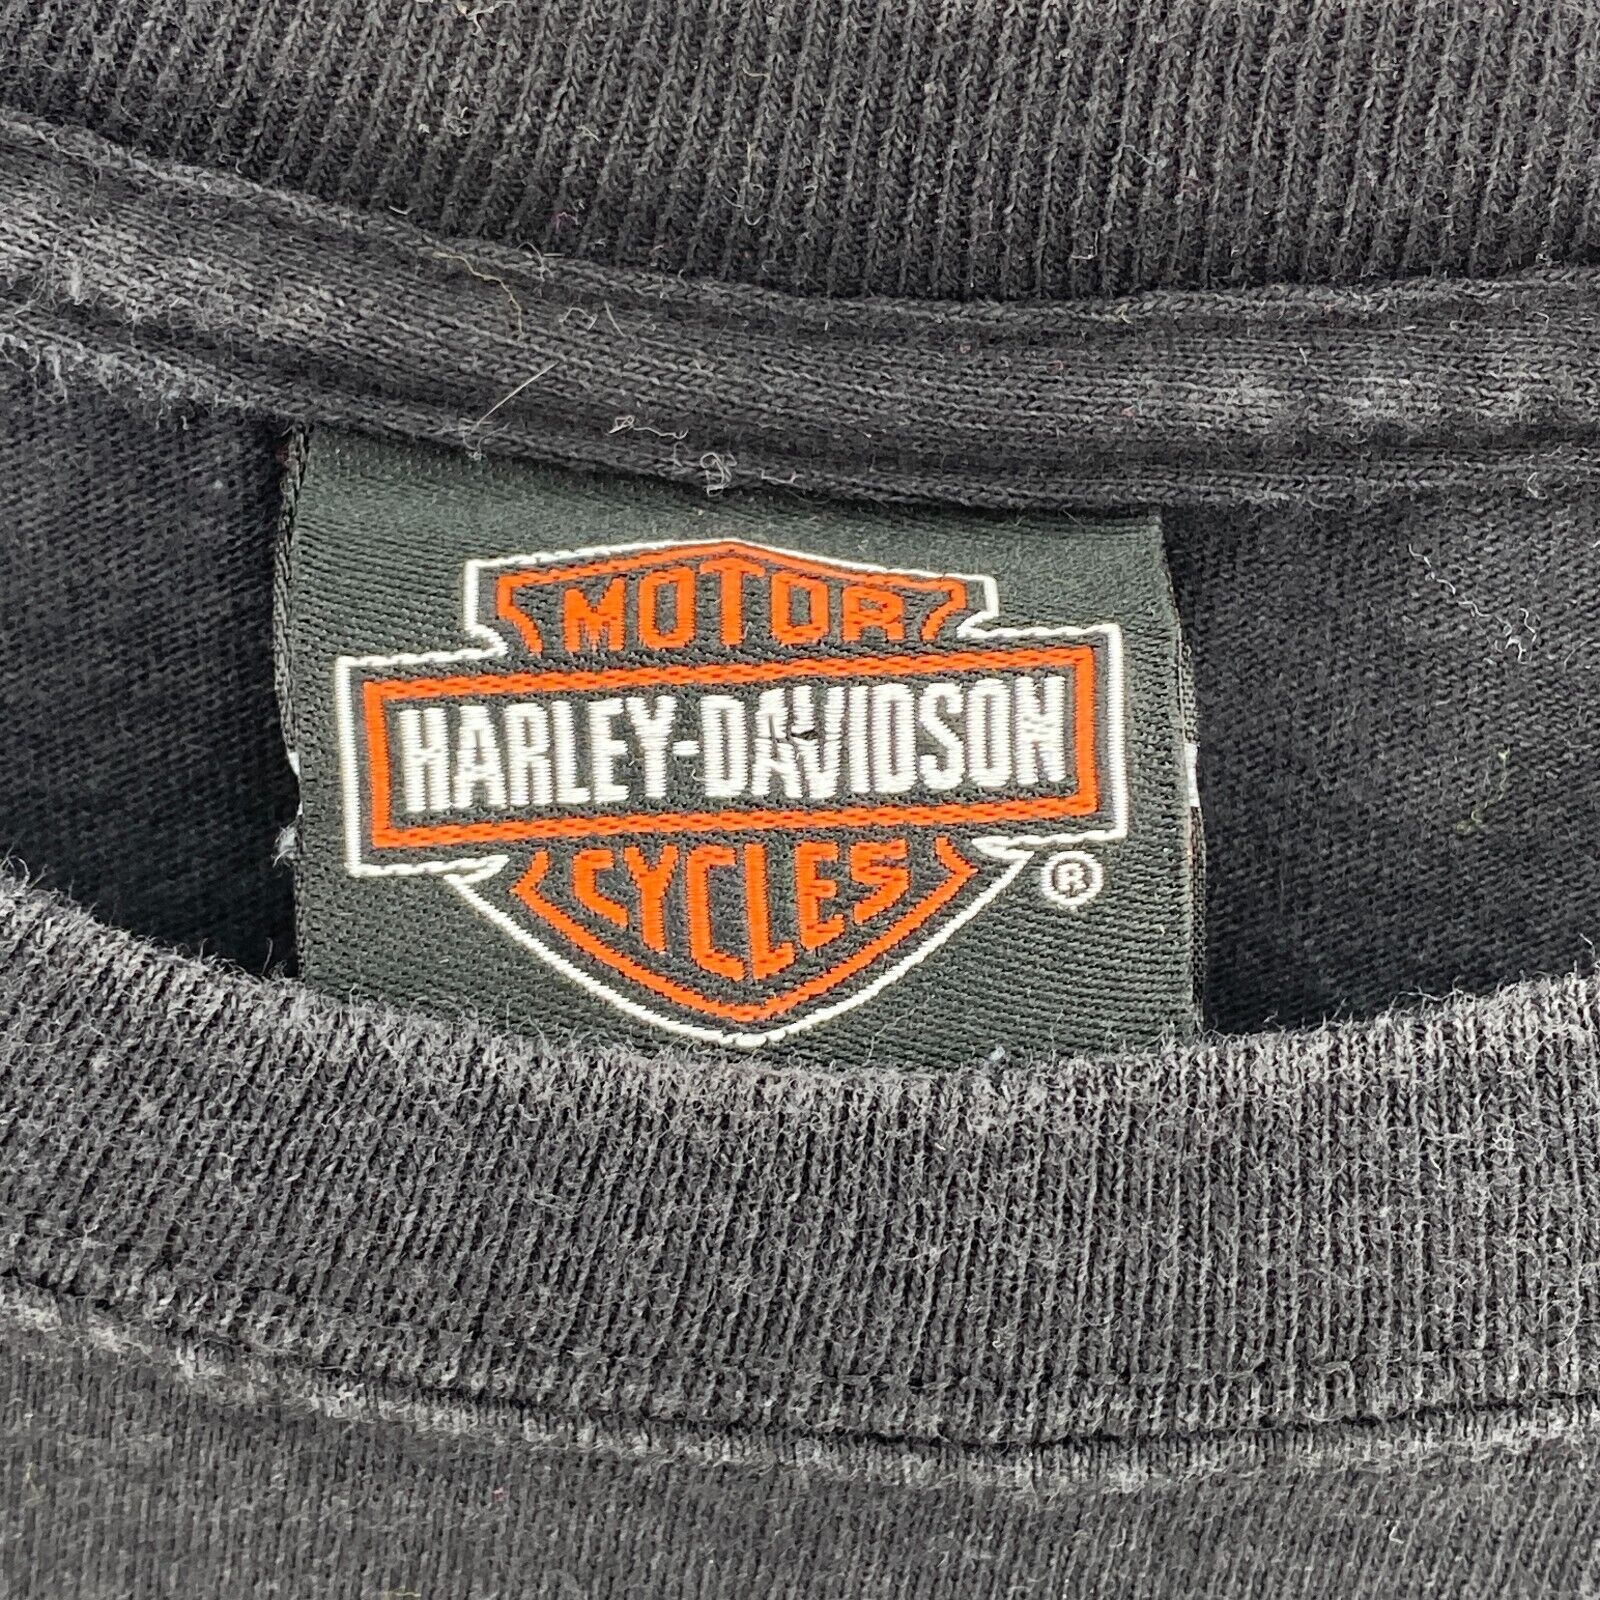 MOTOR
HARLEY-DAVIDSON
CYCLES
®